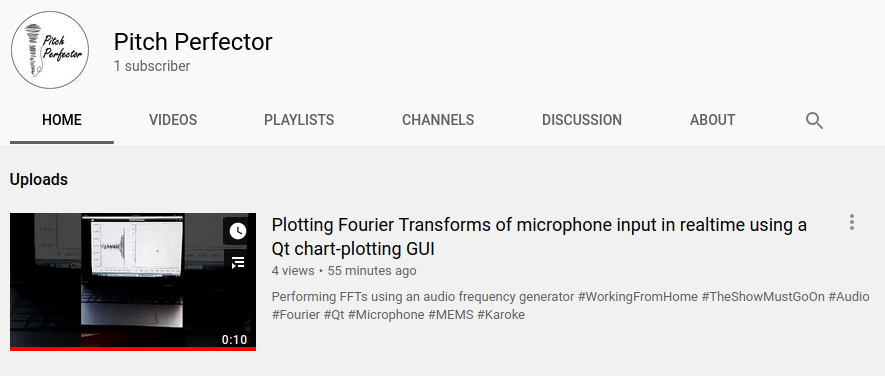 Pitch
Perfector
Pitch Perfector
1 subscriber
HOME VIDEOS PLAYLISTS CHANNELS DISCUSSION ABOUT
Uploads
Plotting Fourier Transforms of microphone input in realtime using a
Qt chart-plotting GUI
4 views • 55 minutes ago
Performing FFTs using an audio frequency generator #WorkingFromHome #TheShowMustGoOn #Audio
#Fourier #Qt #Microphone #MEMS #Karoke
0:10